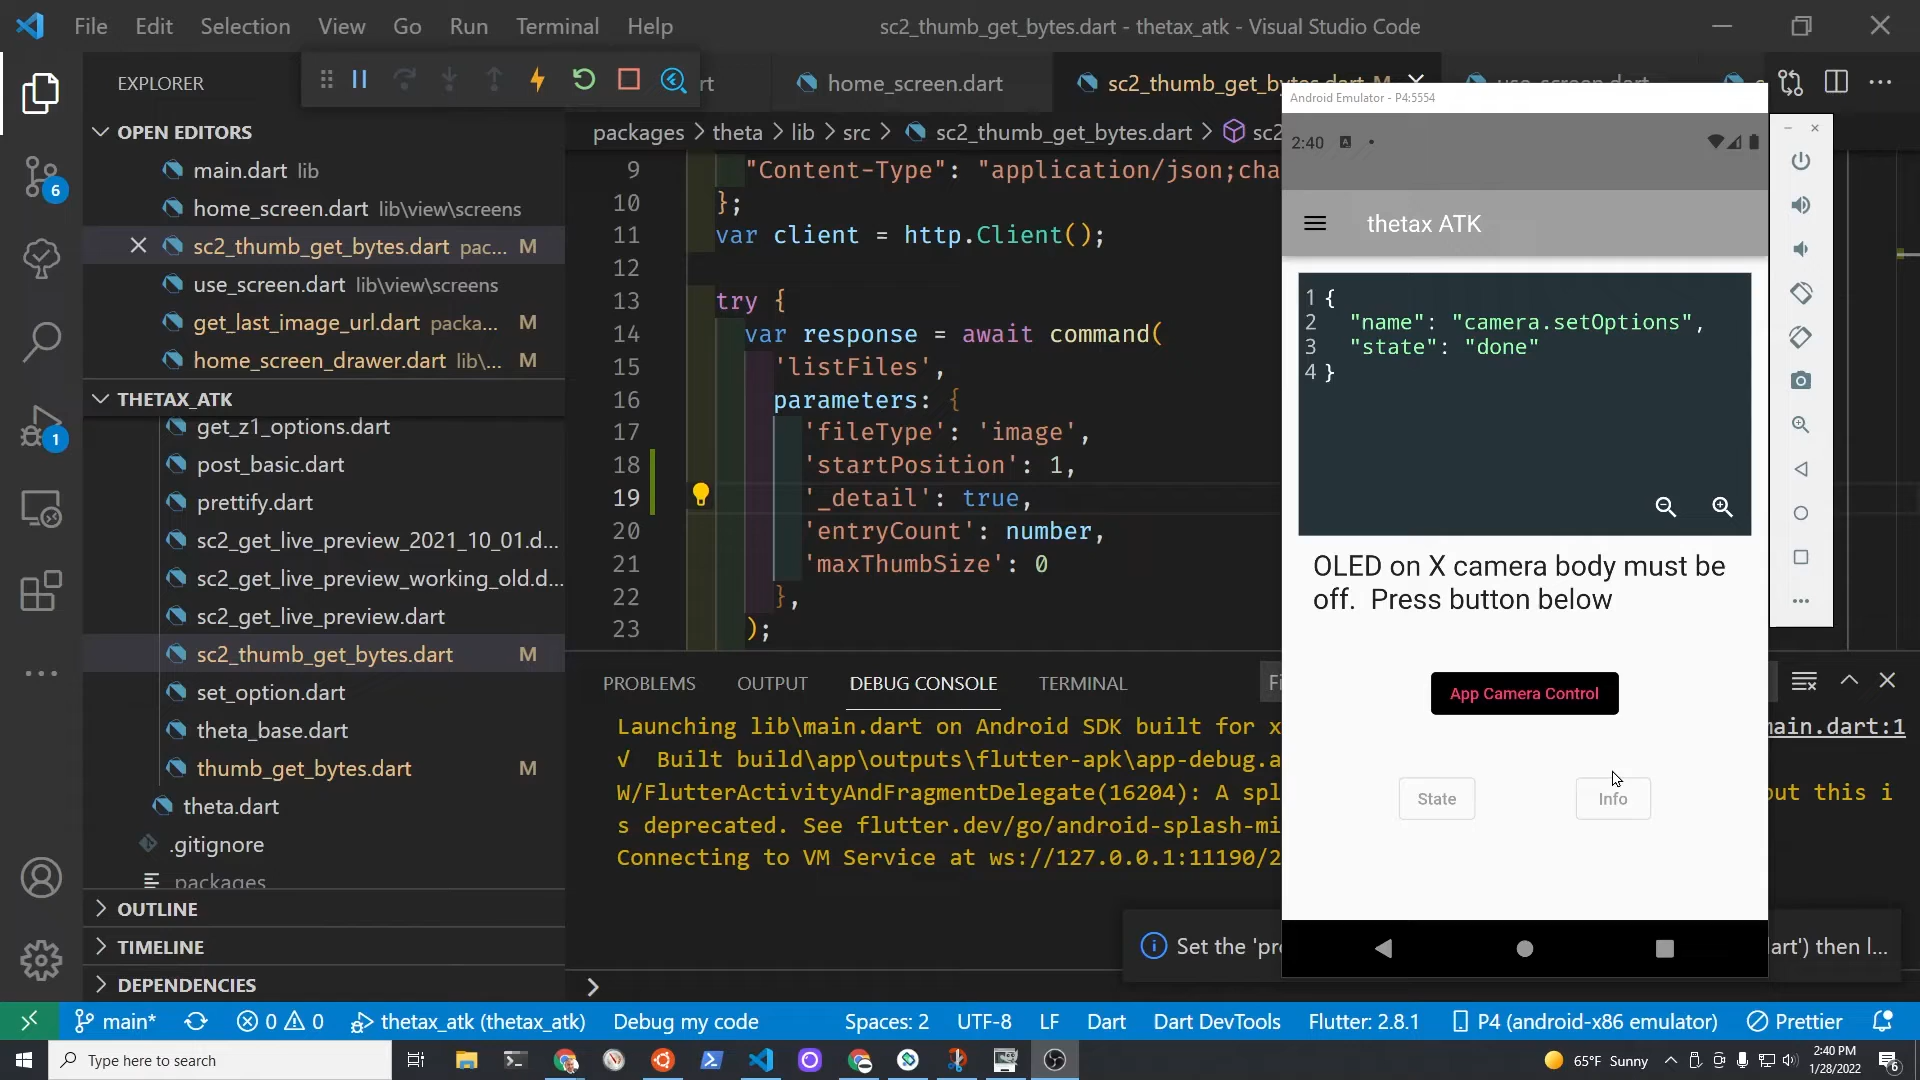 File Edit Selection View Go Run Terminal Help
sc2_thumb_get_bytes.dart - thetax_atk - Visual Studio Code
EXPLORER
OPEN EDITORS
main.dart lib
home_screen.dart lib\view\screens
sc2_thumb_get_bytes.dart pac... M
use_screen.dart lib\view\screens
get_last_image_url.dart packa... M
home_screen_drawer.dart lib\... M
THETAX_ATK
get_z1_options.dart
post_basic.dart
prettify.dart
sc2_get_live_preview_2021_10_01.d...
sc2_get_live_preview_working_old.d...
sc2_get_live_preview.dart
sc2_thumb_get_bytes.dart M
set_option.dart
theta_base.dart
thumb_get_bytes.dart M
theta.dart
.gitignore
packages
OUTLINE
TIMELINE
DEPENDENCIES
6
1
rt home_screen.dart sc2_thumb_get_bytes.dart M use_screen.dart
packages > theta > lib > src > sc2_thumb_get_bytes.dart > sc2
9 "Content-Type": "application/json;cha
10 };
11 var client = http.Client();
12
13 try {
14 var response = await command(
15 'listFiles',
16 parameters: {
17 'fileType': 'image',
18 'startPosition': 1,
19 '_detail': true,
20 'entryCount': number,
21 'maxThumbSize': 0
22 },
23 );
PROBLEMS OUTPUT DEBUG CONSOLE TERMINAL Fi
Launching lib\main.dart on Android SDK built for x main.dart:1
√ Built build\app\outputs\flutter-apk\app-debug.a
W/FlutterActivityAndFragmentDelegate(16204): A spl but this i
s deprecated. See flutter.dev/go/android-splash-mi
Connecting to VM Service at ws://127.0.0.1:11190/2
Set the 'pr art') then l...
Android Emulator - P4:5554
2:40
thetax ATK
1 {
2 "name": "camera.setOptions",
3 "state": "done"
4 }
OLED on X camera body must be
off. Press button below
App Camera Control
State Info
main* 0 0 thetax_atk (thetax_atk) Debug my code Spaces: 2 UTF-8 LF Dart Dart DevTools Flutter: 2.8.1 P4 (android-x86 emulator) Prettier
Type here to search
65°F Sunny
2:40 PM
1/28/2022
6